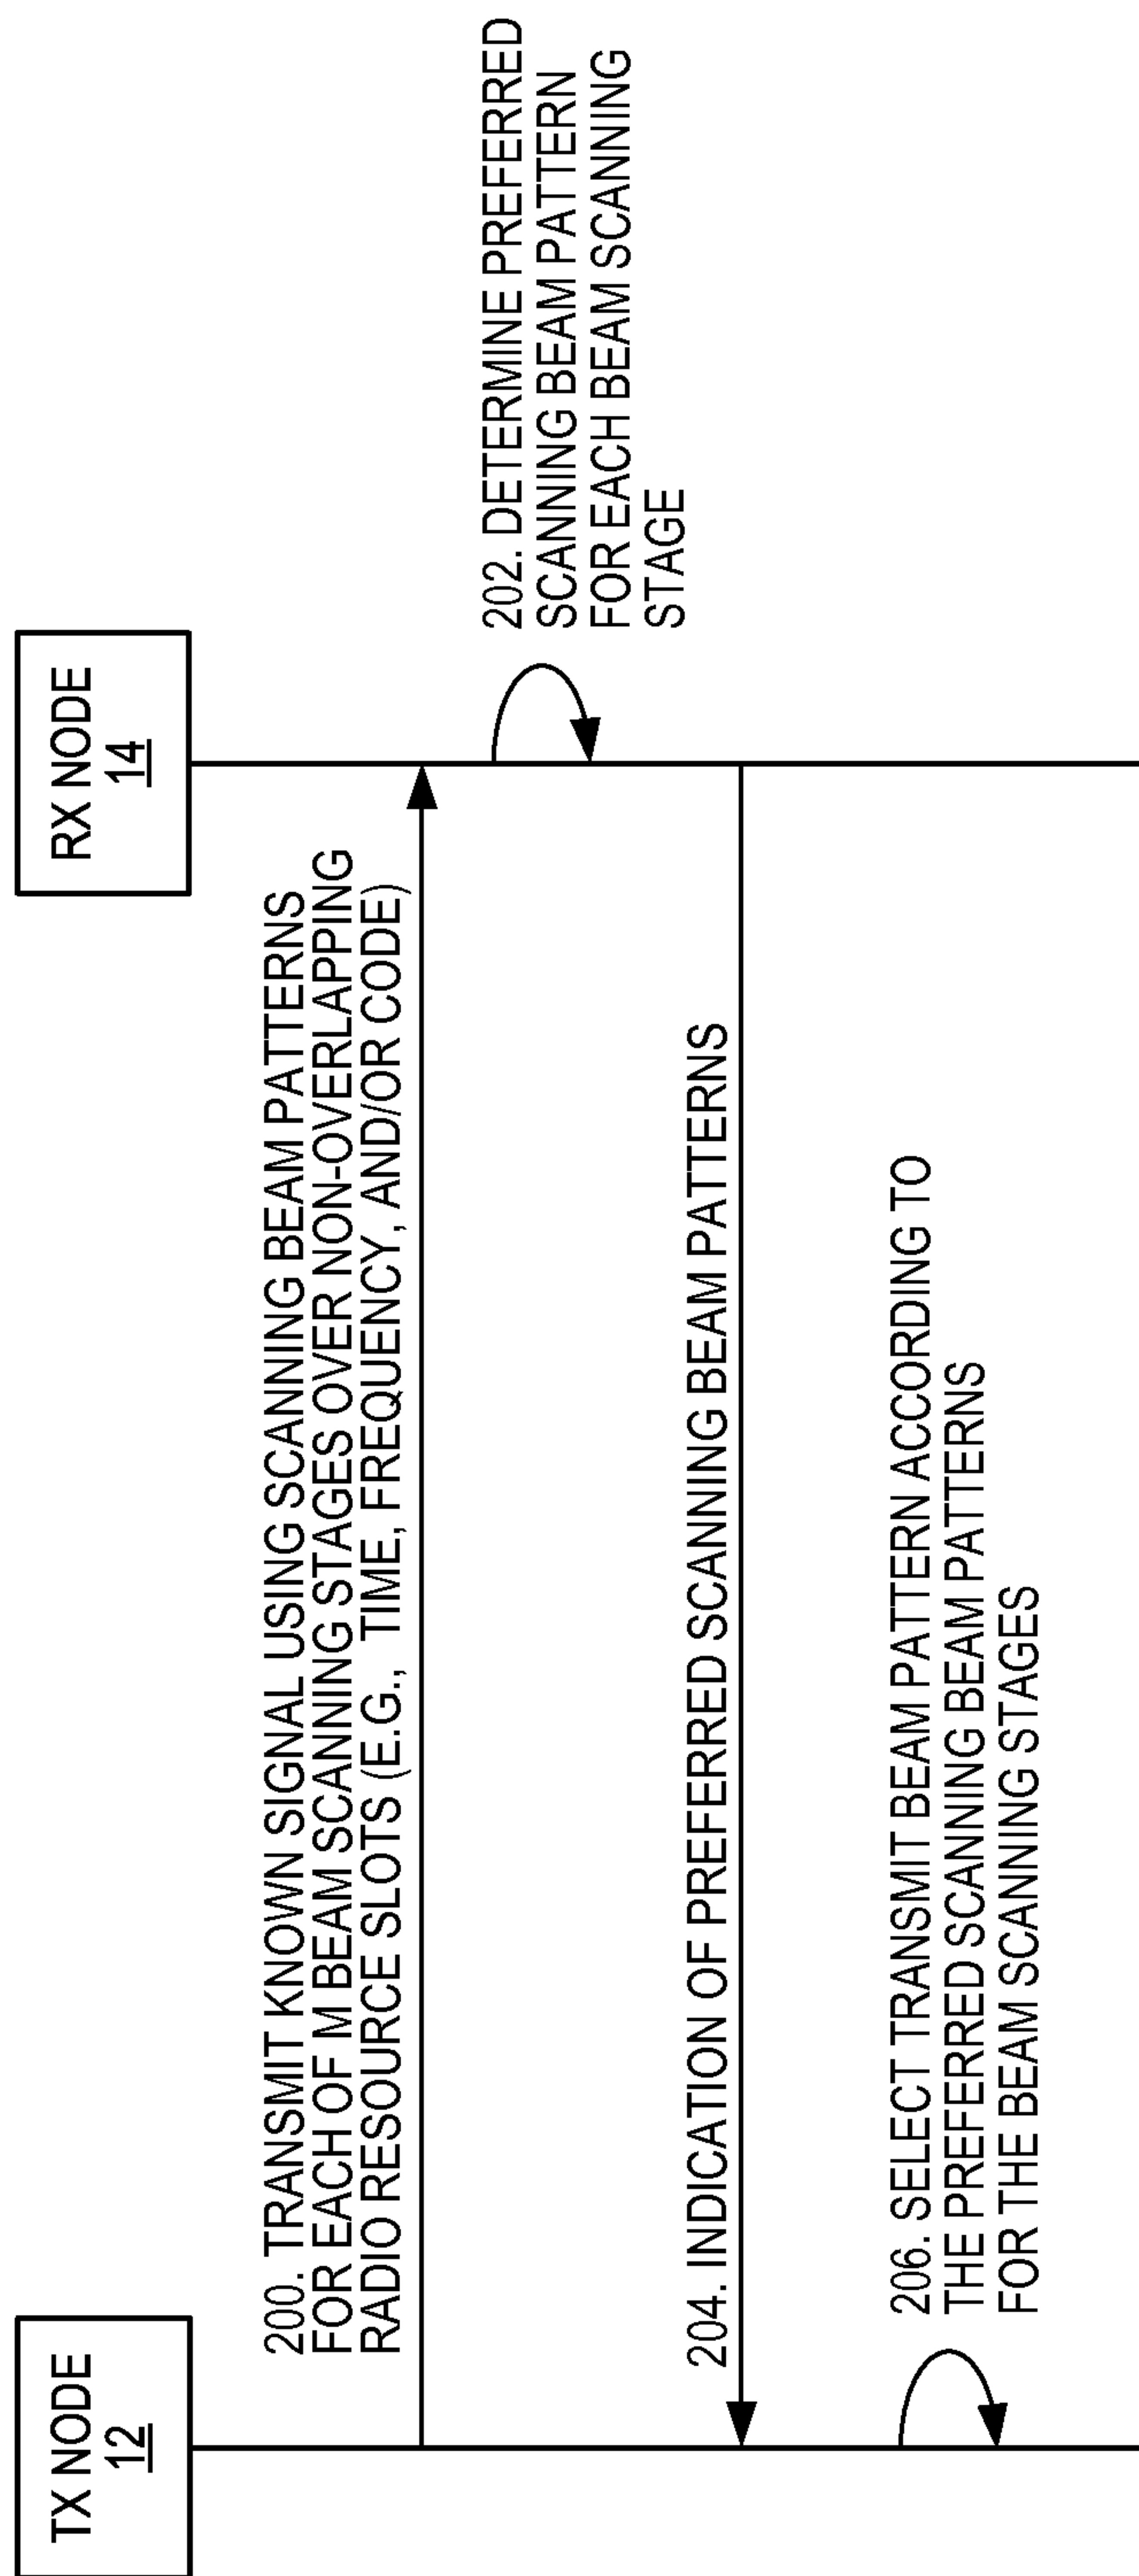 TX NODE
12
RX NODE
14
200. TRANSMIT KNOWN SIGNAL USING SCANNING BEAM PATTERNS
FOR EACH OF M BEAM SCANNING STAGES OVER NON-OVERLAPPING
RADIO RESOURCE SLOTS (E.G., TIME, FREQUENCY, AND/OR CODE)
202. DETERMINE PREFERRED
SCANNING BEAM PATTERN
FOR EACH BEAM SCANNING
STAGE
204. INDICATION OF PREFERRED SCANNING BEAM PATTERNS
206. SELECT TRANSMIT BEAM PATTERN ACCORDING TO
THE PREFERRED SCANNING BEAM PATTERNS
FOR THE BEAM SCANNING STAGES